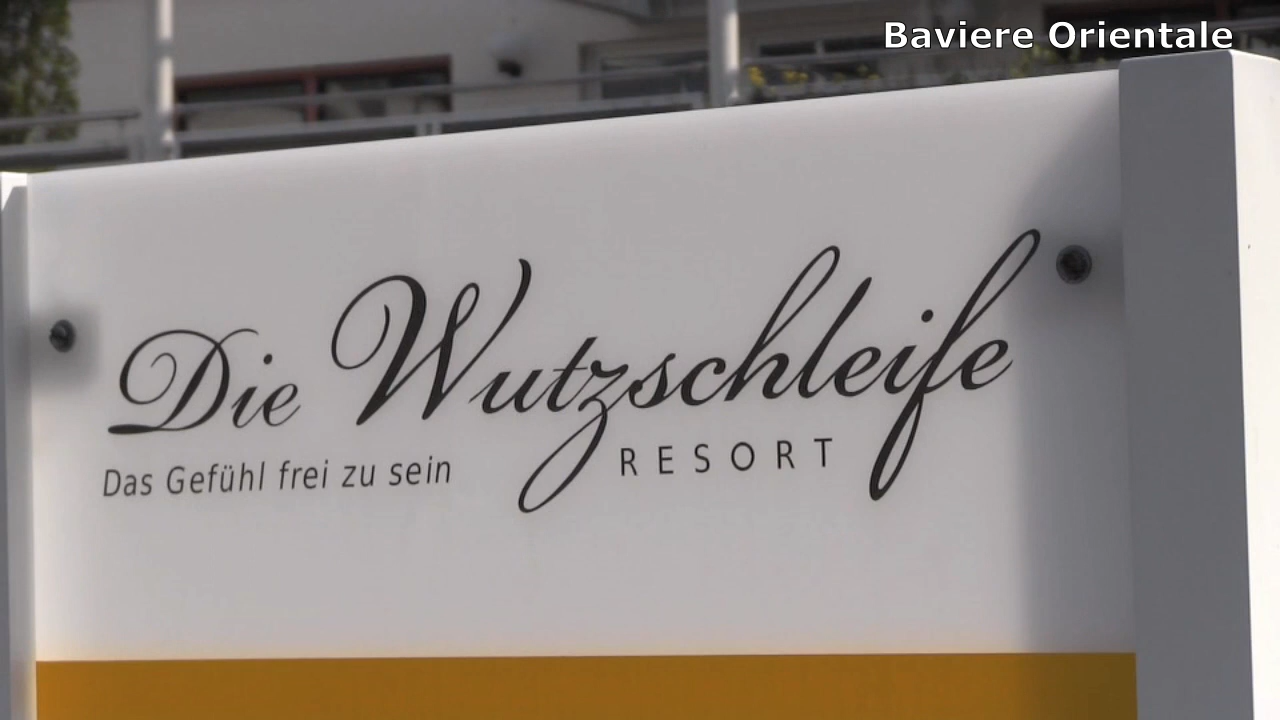 Baviere Orientale
Die Wutzschleife
Das Gefühl frei zu sein
RESORT